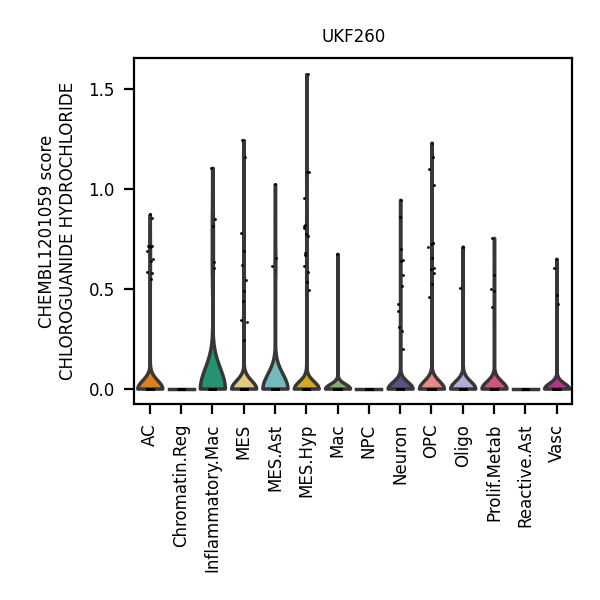 UKF260
CHEMBL1201059 score
CHLOROGUANIDE HYDROCHLORIDE
1.5
1.0
0.5
0.0
AC
Chromatin.Reg
Inflammatory.Mac
MES
MES.Ast
MES.Hyp
Mac
NPC
Neuron
OPC
Oligo
Prolif.Metab
Reactive.Ast
Vasc